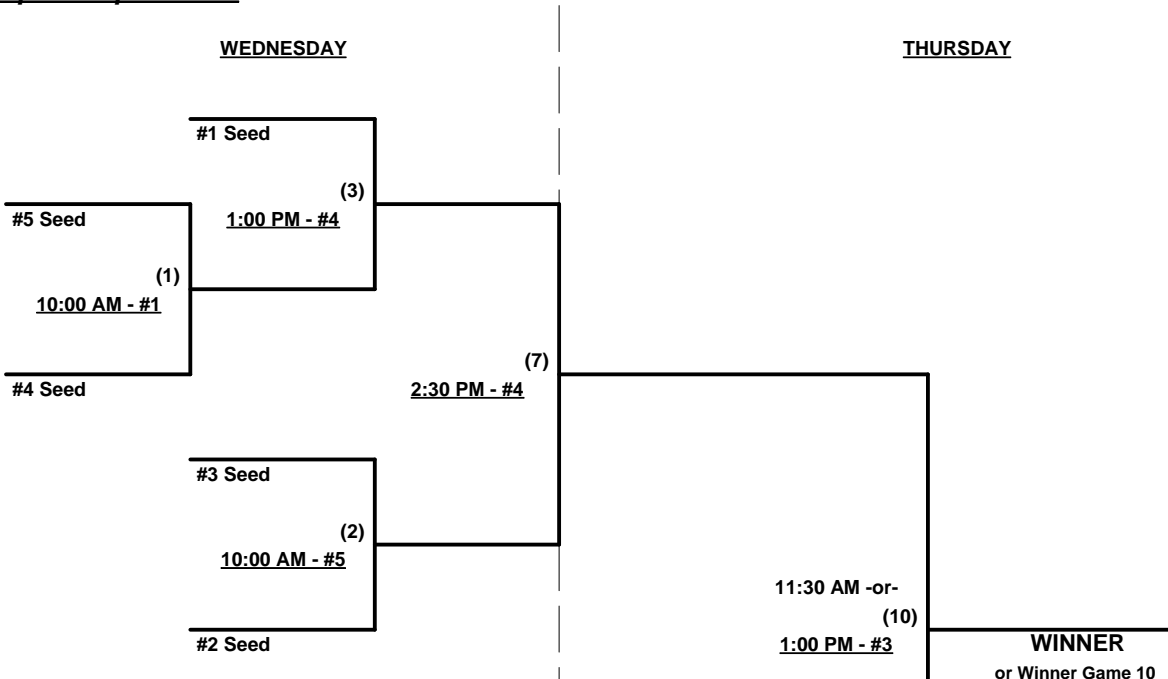 WEDNESDAY
THURSDAY
#1 Seed
(3)
#5 Seed
1:00 PM - #4
(1)
10:00 AM - #1
(7)
#4 Seed
2:30 PM - #4
#3 Seed
(2)
10:00 AM - #5
11:30 AM -or-
(10)
#2 Seed
1:00 PM - #3
WINNER
or Winner Game 10